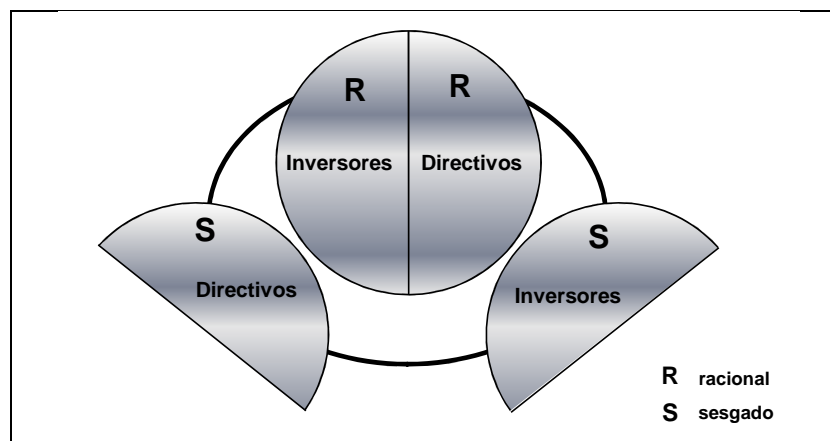 R R
Inversores Directivos
S S
Directivos Inversores
R racional
S sesgado